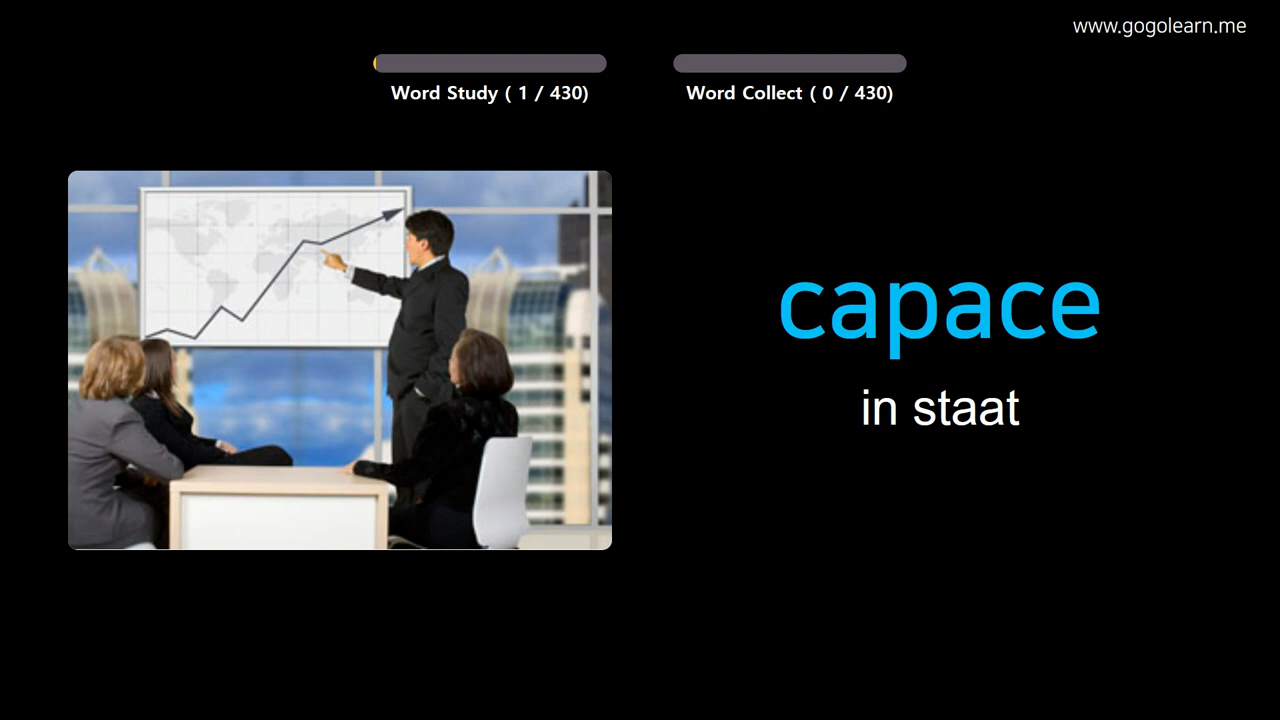 www.gogolearn.me
Word Study ( 1 / 430)
Word Collect ( 0 / 430)
capace
in staat